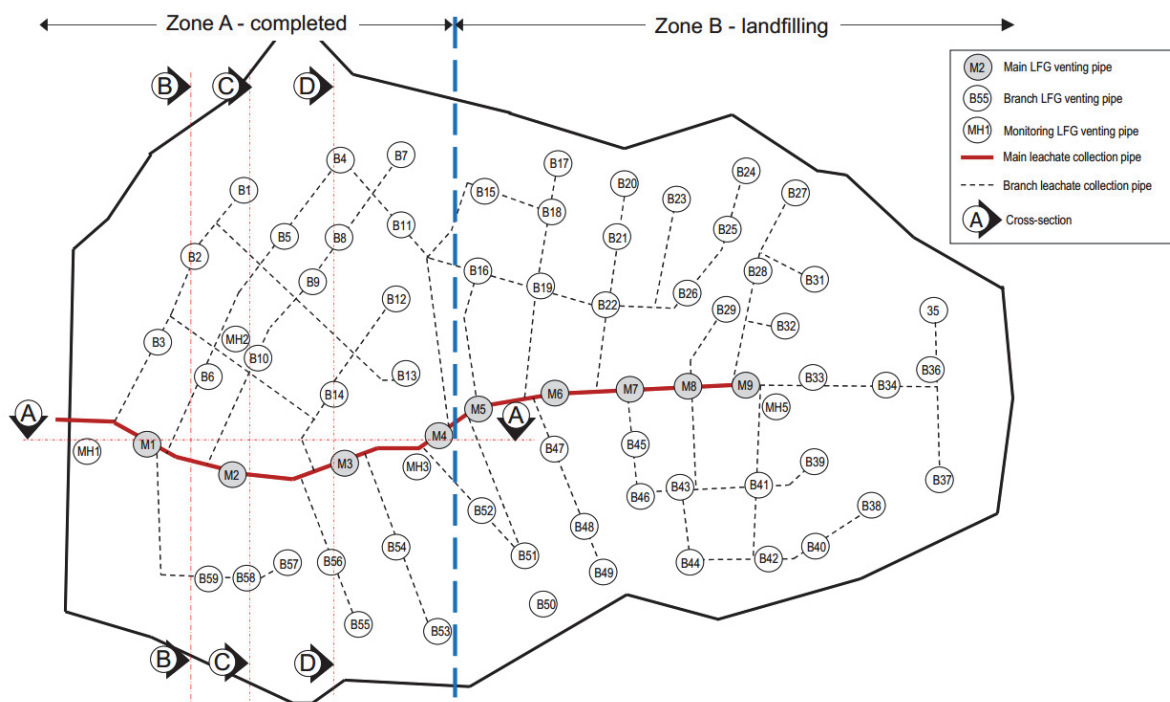 Zone A - completed
Zone B - landfilling
M2 Main LFG venting pipe
B55 Branch LFG venting pipe
MH1 Monitoring LFG venting pipe
Main leachate collection pipe
Branch leachate collection pipe
A Cross-section
B C D
B4 B7
B1
B17
B15
B20
B24
B23
B27
B18
B11
B5
B8
B21
B25
B2
B16
B28
B9
B19
B31
B26
B12
B22
B29
35
B32
MH2
B3
B10
B36
B6
B13
B33
B34
B14
M9
M8
M7
M6
MH5
M5
A
A
M4
M1
MH1
B45
B47
M3
MH3
M2
B39
B37
B43
B41
B46
B38
B52
B48
B54
B40
B51
B56
B57
B44
B42
B49
B59
B58
B50
B55
B53
B C D